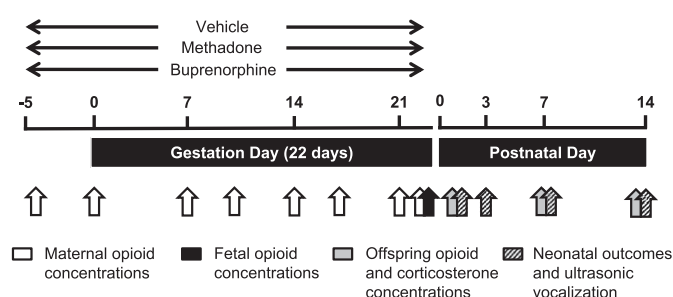 Vehicle
Methadone
Buprenorphine
-5 0 7 14 21 0 3 7 14
Gestation Day (22 days) Postnatal Day
Maternal opioid
concentrations
Fetal opioid
concentrations
Offspring opioid
and corticosterone
concentrations
Neonatal outcomes
and ultrasonic
vocalization